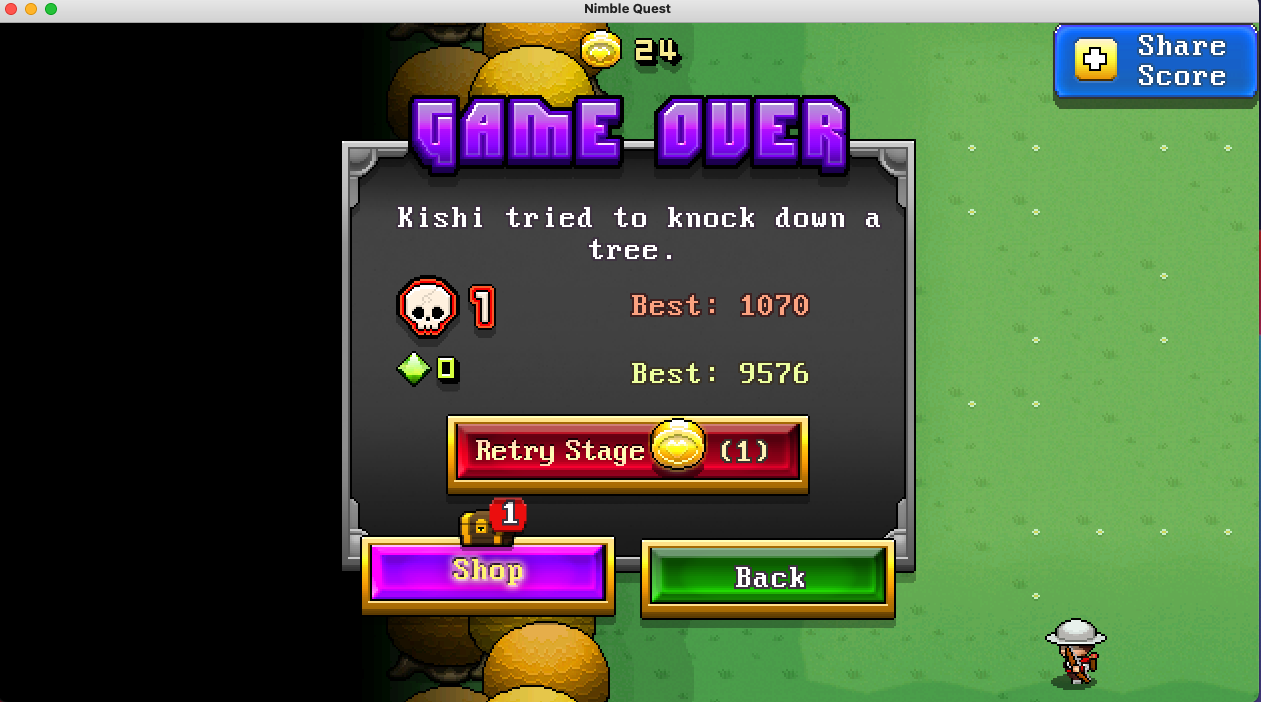 Nimble Quest
24
Share
Score
GAME OVER
Kishi tried to knock down a
tree.
1
Best: 1070
0
Best: 9576
Retry Stage (1)
1
Shop
Back